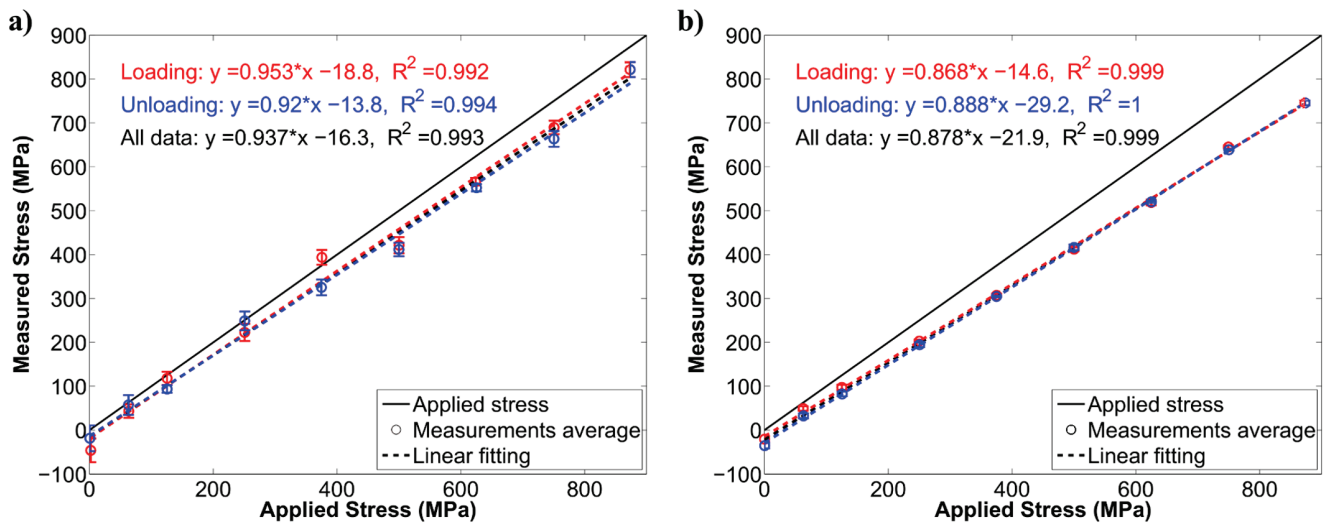 a)
900
800
700
600
500
400
300
200
100
0
−100
Measured Stress (MPa)
Loading: y =0.953*x −18.8, R² =0.992
Unloading: y =0.92*x −13.8, R² =0.994
All data: y =0.937*x −16.3, R² =0.993
Applied stress
Measurements average
Linear fitting
0 200 400 600 800
Applied Stress (MPa)
b)
900
800
700
600
500
400
300
200
100
0
−100
Measured Stress (MPa)
Loading: y =0.868*x −14.6, R² =0.999
Unloading: y =0.888*x −29.2, R² =1
All data: y =0.878*x −21.9, R² =0.999
Applied stress
Measurements average
Linear fitting
0 200 400 600 800
Applied Stress (MPa)